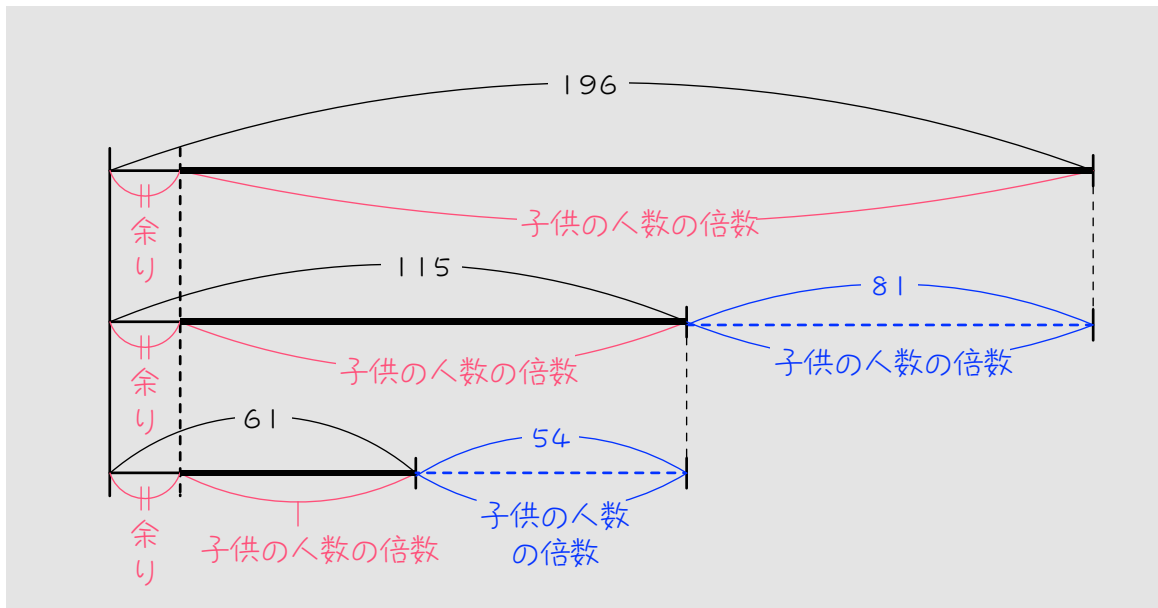 196
子供の人数の倍数
余り
115
81
子供の人数の倍数
子供の人数の倍数
余り
61
54
子供の人数
の倍数
子供の人数の倍数
余り